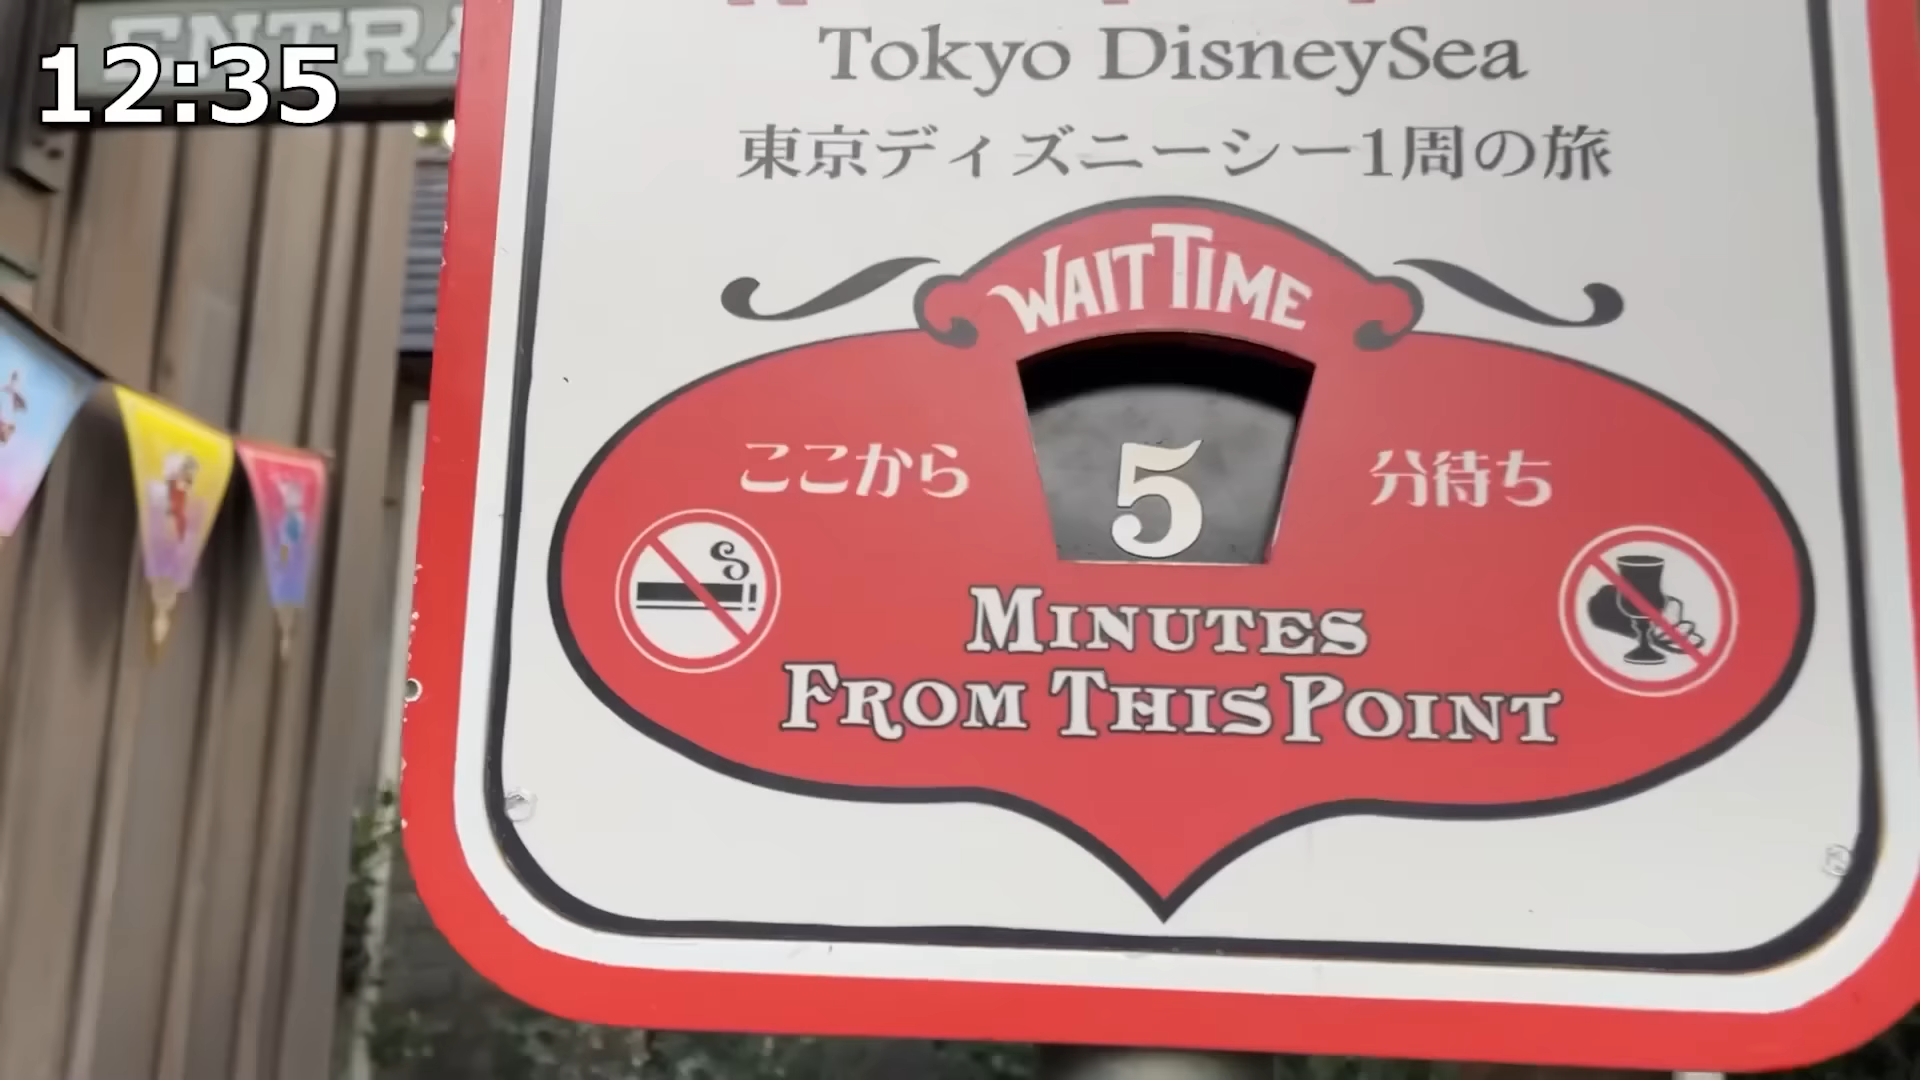 ENTRA
12:35
Tokyo DisneySea
東京ディズニーシー1周の旅
WAIT TIME
ここから 5 分待ち
MINUTES
FROM THIS POINT